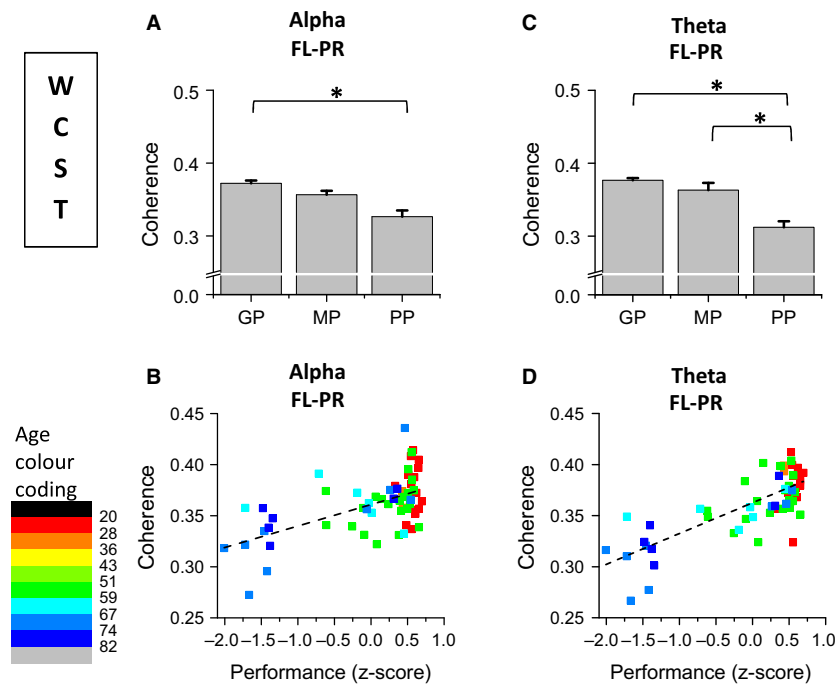 W
C
S
T
A
Alpha
FL-PR
*
0.5
0.4
0.3
0.0
Coherence
GP MP PP
C
Theta
FL-PR
*
*
0.5
0.4
0.3
0.0
Coherence
GP MP PP
Age
colour
coding
20
28
36
43
51
59
67
74
82
B
Alpha
FL-PR
0.45
0.40
0.35
0.30
0.25
Coherence
−2.0 −1.5 −1.0 −0.5 0.0 0.5 1.0
Performance (z-score)
D
Theta
FL-PR
0.45
0.40
0.35
0.30
0.25
Coherence
−2.0 −1.5 −1.0 −0.5 0.0 0.5 1.0
Performance (z-score)